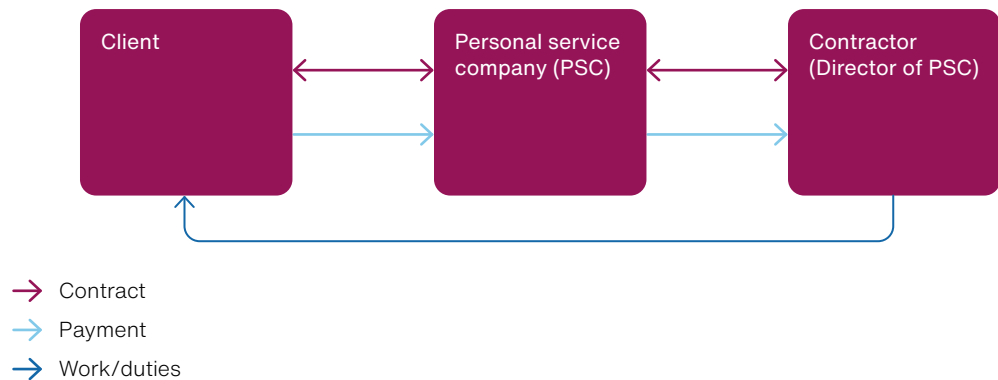 Client
Personal service
company (PSC)
Contractor
(Director of PSC)
Contract
Payment
Work/duties